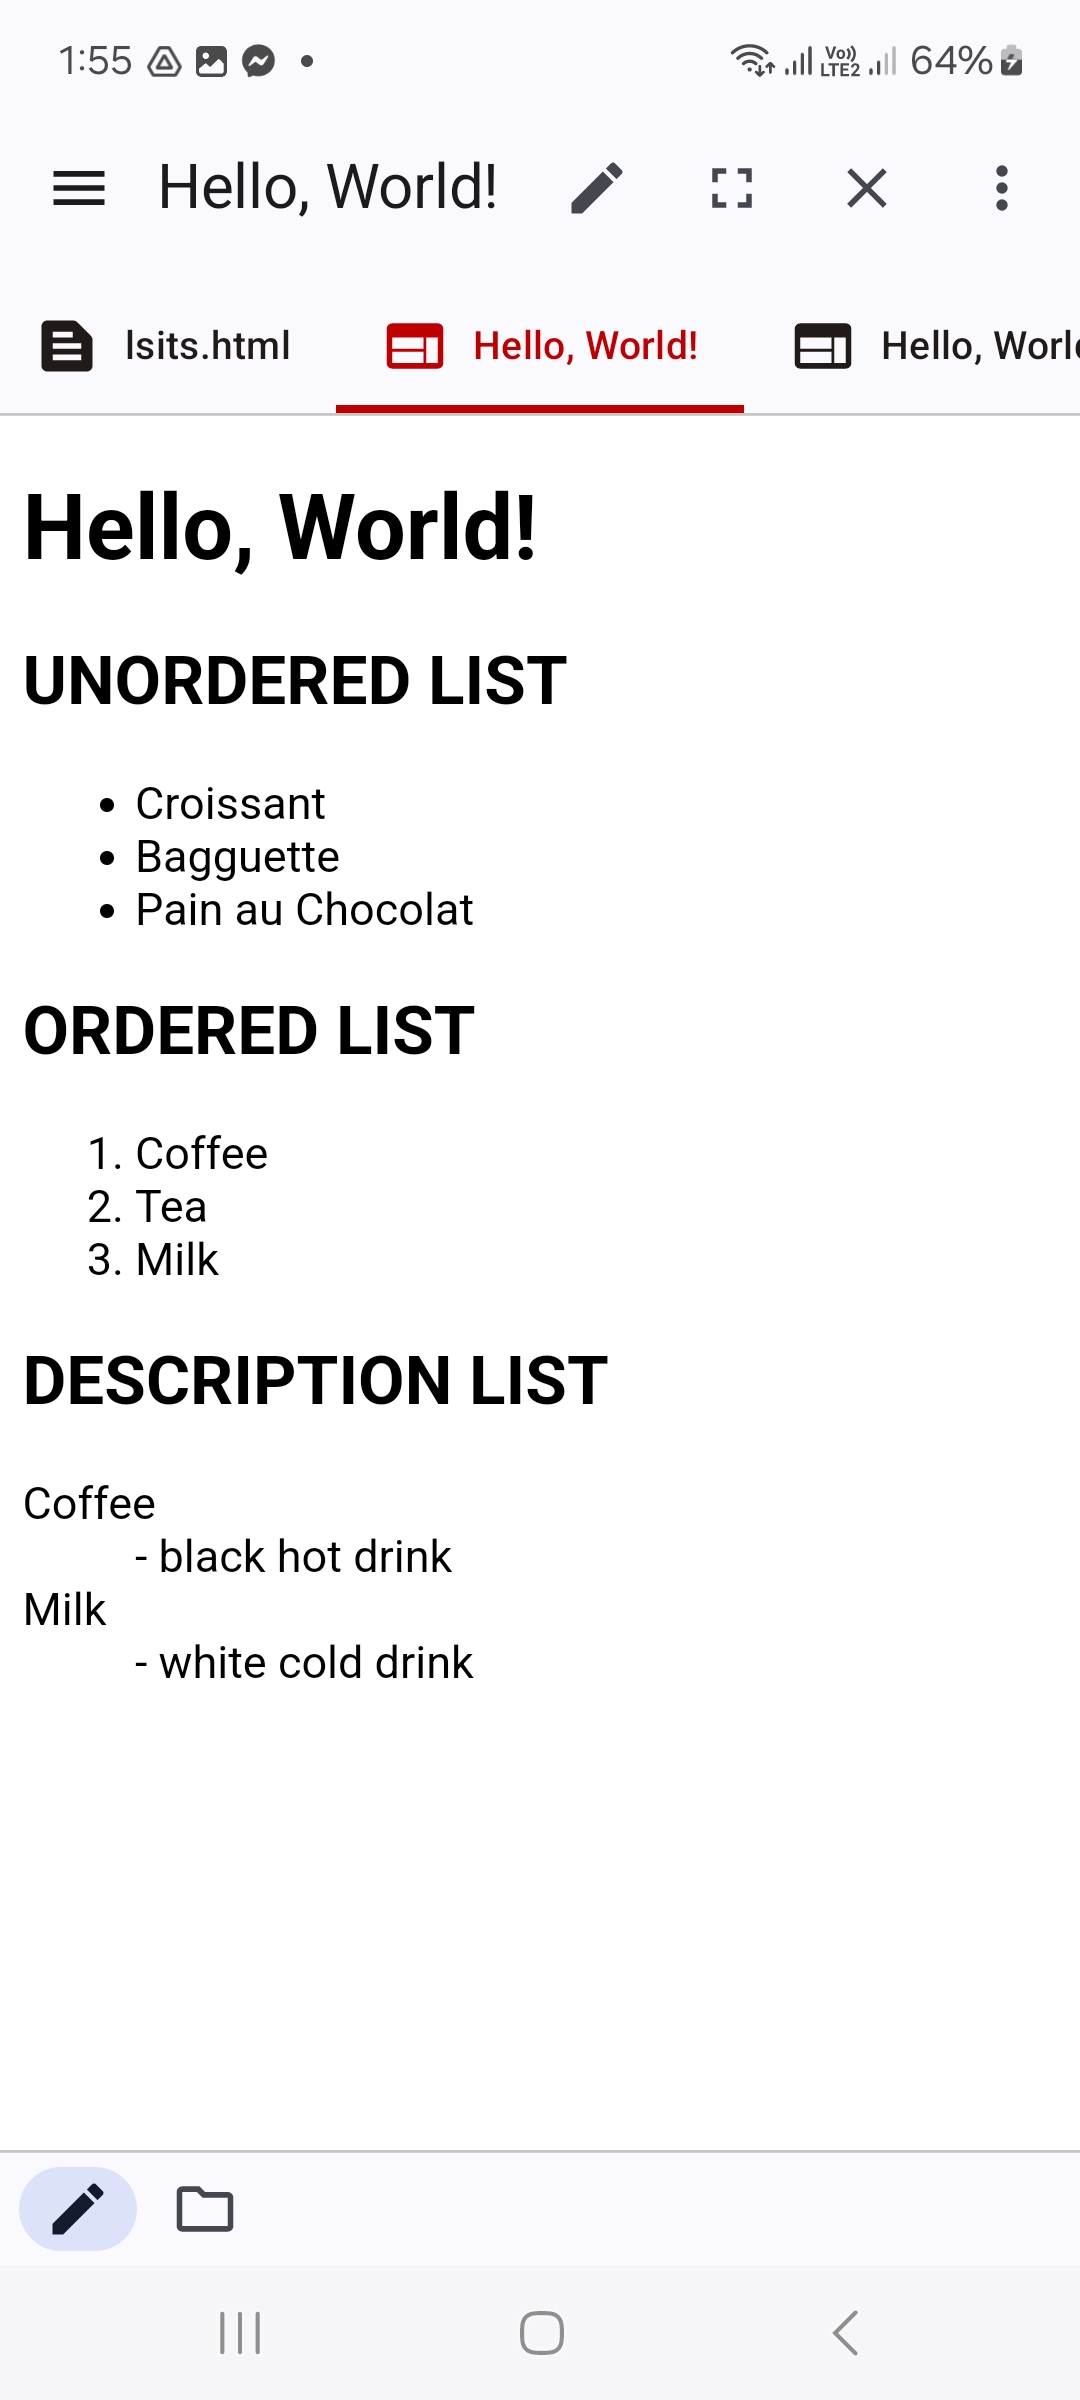 1:55
Vo)) LTE2 64%
Hello, World!
lsits.html Hello, World! Hello, Worl
Hello, World!
UNORDERED LIST
• Croissant
• Bagguette
• Pain au Chocolat
ORDERED LIST
1. Coffee
2. Tea
3. Milk
DESCRIPTION LIST
Coffee
- black hot drink
Milk
- white cold drink